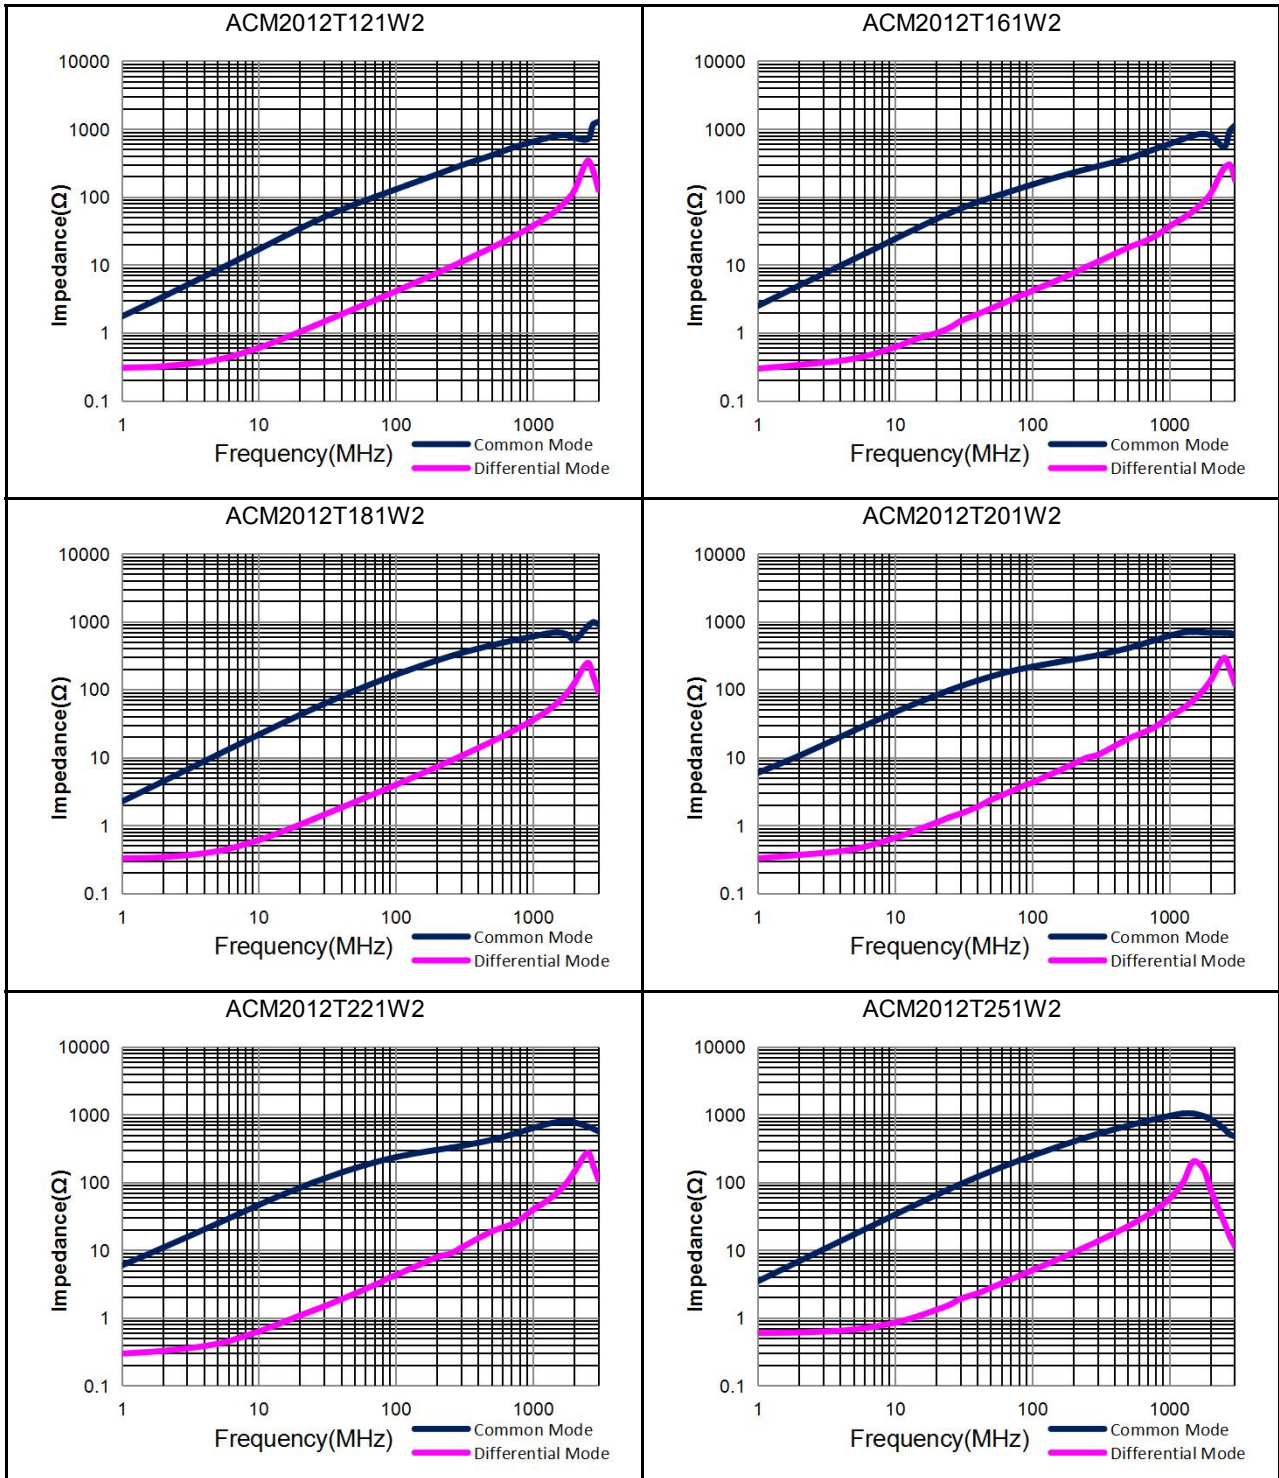 ACM2012T121W2
10000
1000
100
10
1
0.1
Impedance(Ω)
1 10 100 1000
Frequency(MHz)
Common Mode
Differential Mode
ACM2012T161W2
10000
1000
100
10
1
0.1
Impedance(Ω)
1 10 100 1000
Frequency(MHz)
Common Mode
Differential Mode
ACM2012T181W2
10000
1000
100
10
1
0.1
Impedance(Ω)
1 10 100 1000
Frequency(MHz)
Common Mode
Differential Mode
ACM2012T201W2
10000
1000
100
10
1
0.1
Impedance(Ω)
1 10 100 1000
Frequency(MHz)
Common Mode
Differential Mode
ACM2012T221W2
10000
1000
100
10
1
0.1
Impedance(Ω)
1 10 100 1000
Frequency(MHz)
Common Mode
Differential Mode
ACM2012T251W2
10000
1000
100
10
1
0.1
Impedance(Ω)
1 10 100 1000
Frequency(MHz)
Common Mode
Differential Mode